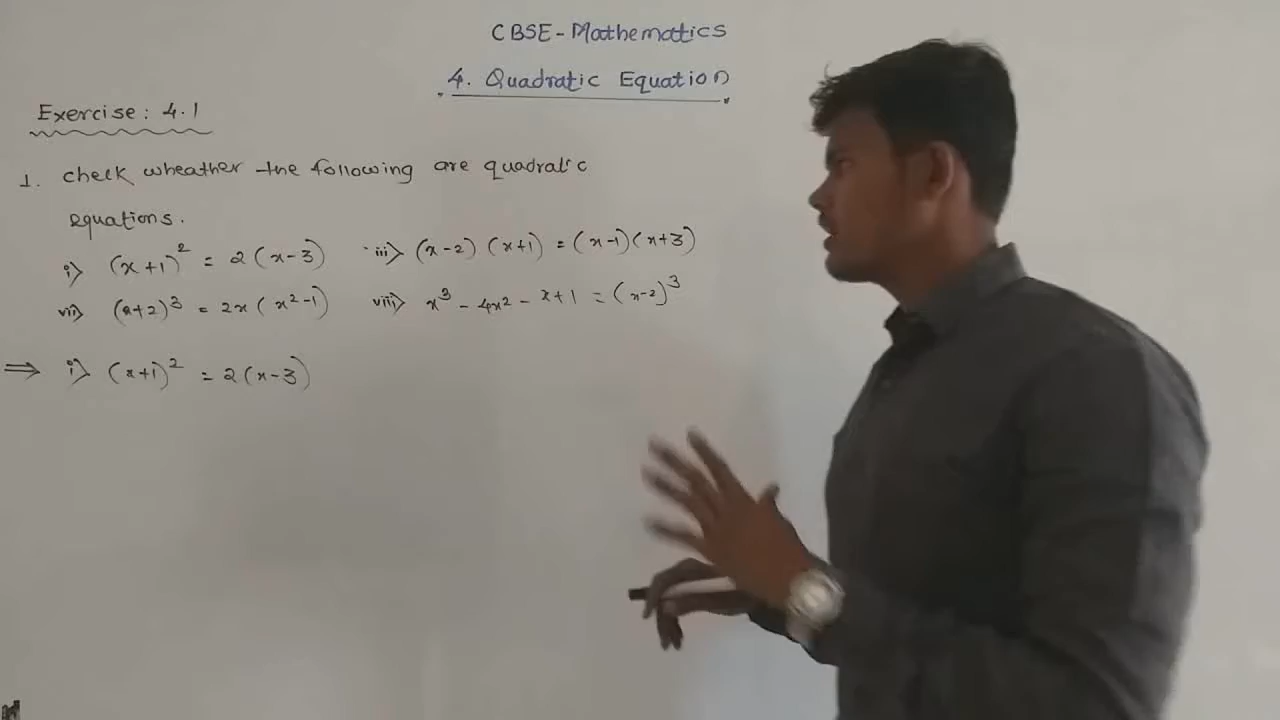 CBSE-Mathematics
4. Quadratic Equation
Exercise: 4.1
1. check wheather the following are quadratic
equations.
i) (x+1)² = 2(x-3) iii) (x-2) (x+1) = (x-1)(x+3)
vii) (x+2)³ = 2x(x²-1) viii) x³ - 4x² - x+1 = (x-2)³
⇒ i) (x+1)² = 2(x-3)